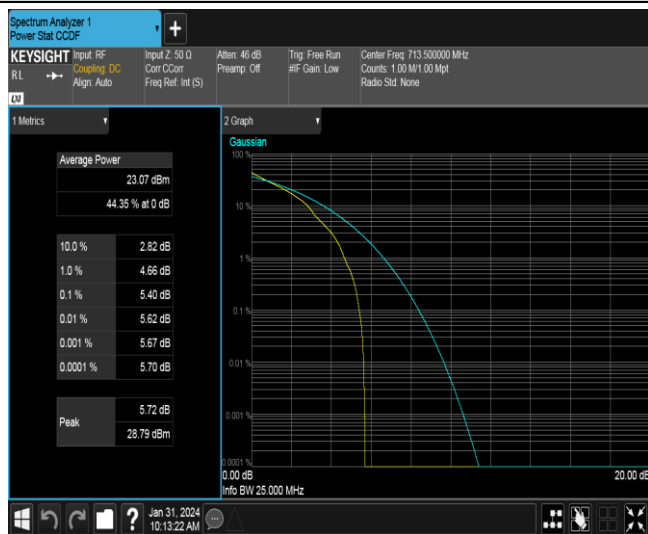 Spectrum Analyzer 1
Power Stat CCDF
+
KEYSIGHT
RL
LXI
Input: RF
Coupling: DC
Align: Auto
Input Z: 50 Ω
Corr CCorr
Freq Ref: Int (S)
Atten: 46 dB
Preamp: Off
Trig: Free Run
#IF Gain: Low
Center Freq: 713.500000 MHz
Counts: 1.00 M/1.00 Mpt
Radio Std: None
1 Metrics
Average Power
23.07 dBm
44.35 % at 0 dB
10.0 % 2.82 dB
1.0 % 4.66 dB
0.1 % 5.40 dB
0.01 % 5.62 dB
0.001 % 5.67 dB
0.0001 % 5.70 dB
Peak
5.72 dB
28.79 dBm
2 Graph
Gaussian
100 %
10 %
1 %
0.1 %
0.01 %
0.001 %
0.0001 %
0.00 dB 20.00 dB
Info BW 25.000 MHz
?
Jan 31, 2024
10:13:22 AM